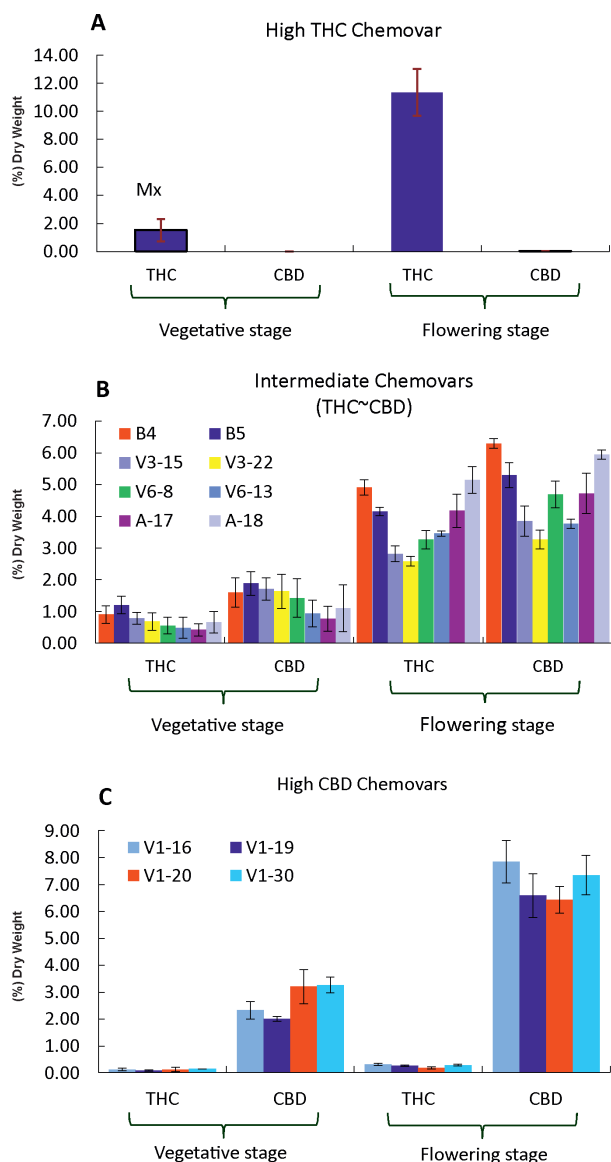 A
High THC Chemovar
14.00
12.00
10.00
8.00
6.00
4.00
2.00
0.00
(%) Dry Weight
Mx
THC CBD THC CBD
Vegetative stage Flowering stage
B
Intermediate Chemovars
(THC~CBD)
7.00
6.00
5.00
4.00
3.00
2.00
1.00
0.00
(%) Dry Weight
B4 B5
V3-15 V3-22
V6-8 V6-13
A-17 A-18
THC CBD THC CBD
Vegetative stage Flowering stage
C
High CBD Chemovars
9.00
8.00
7.00
6.00
5.00
4.00
3.00
2.00
1.00
0.00
(%) Dry Weight
V1-16 V1-19
V1-20 V1-30
THC CBD THC CBD
Vegetative stage Flowering stage